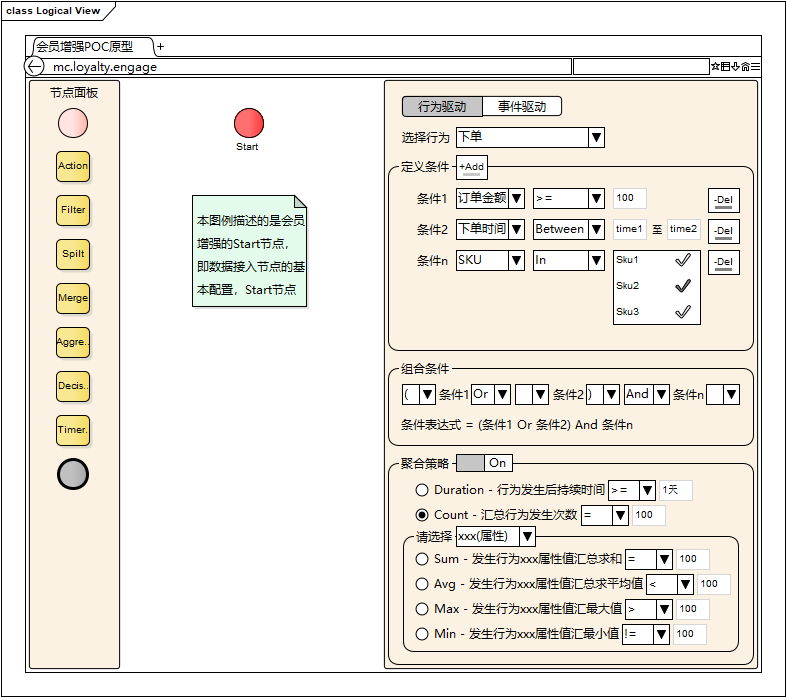 class Logical View
会员增强POC原型 +
mc.loyalty.engage
节点面板
Action
Filter
Spilt
Merge
Aggre..
Decis..
Timer.
Start
本图例描述的是会员
增强的Start节点，
即数据接入节点的基
本配置，Start节点
行为驱动 事件驱动
选择行为 下单
定义条件 +Add
条件1 订单金额 >= 100 -Del
条件2 下单时间 Between time1 至 time2 -Del
条件n SKU In -Del
Sku1
Sku2
Sku3
组合条件
( 条件1 Or 条件2 ) And 条件n
条件表达式 = (条件1 Or 条件2) And 条件n
聚合策略 On
Duration - 行为发生后持续时间 >= 1天
Count - 汇总行为发生次数 = 100
请选择 xxx(属性)
Sum - 发生行为xxx属性值汇总求和 = 100
Avg - 发生行为xxx属性值汇总求平均值 < 100
Max - 发生行为xxx属性值汇最大值 > 100
Min - 发生行为xxx属性值汇最小值 != 100